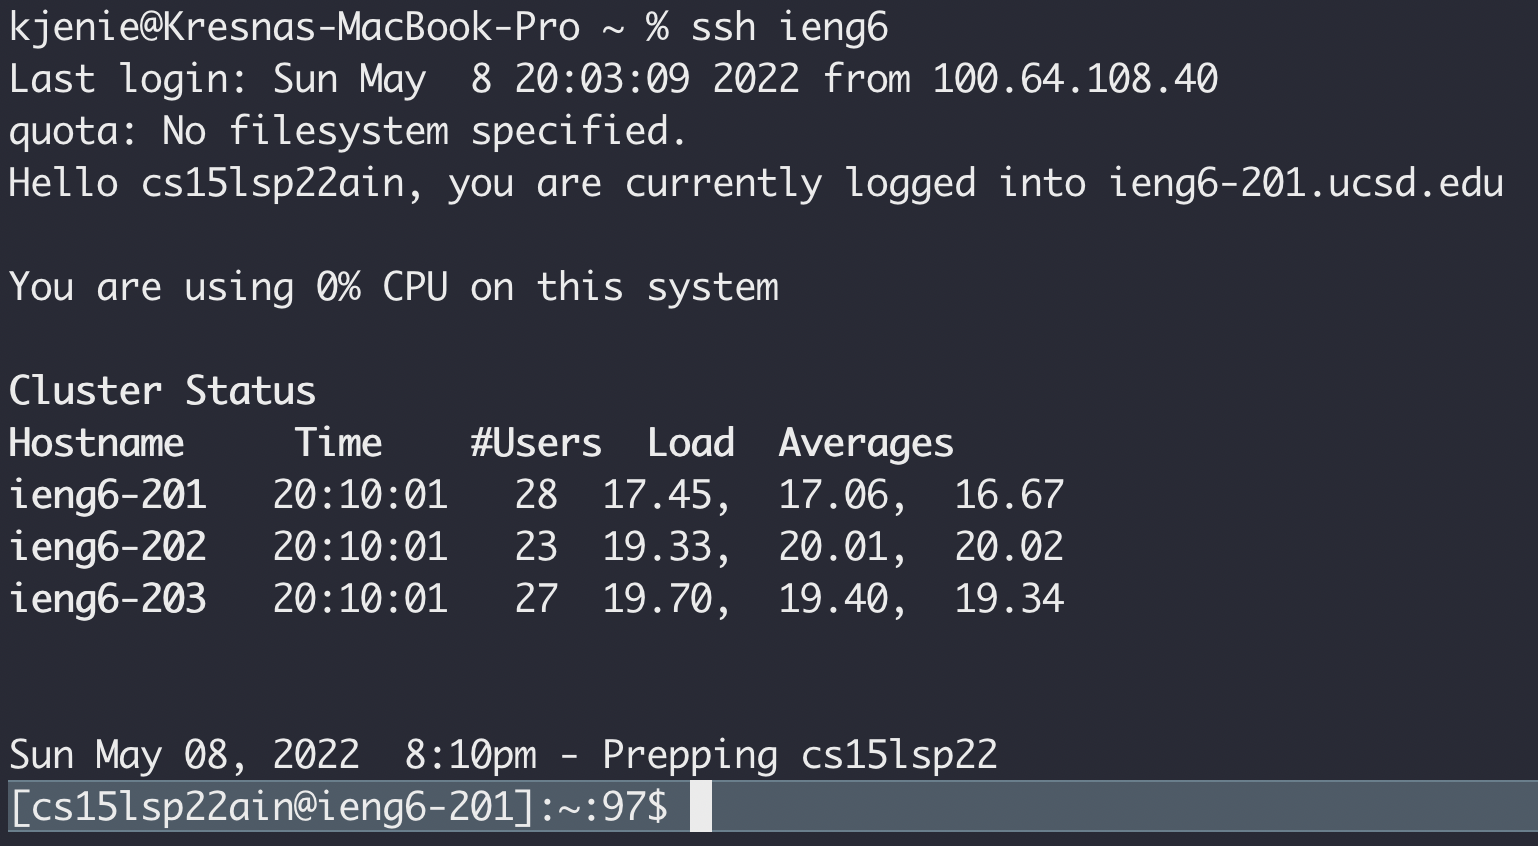 kjenie@Kresnas-MacBook-Pro ~ % ssh ieng6
Last login: Sun May  8 20:03:09 2022 from 100.64.108.40
quota: No filesystem specified.
Hello cs15lsp22ain, you are currently logged into ieng6-201.ucsd.edu
You are using 0% CPU on this system
Cluster Status
Hostname     Time    #Users  Load  Averages
ieng6-201   20:10:01   28  17.45,  17.06,  16.67
ieng6-202   20:10:01   23  19.33,  20.01,  20.02
ieng6-203   20:10:01   27  19.70,  19.40,  19.34
Sun May 08, 2022  8:10pm - Prepping cs15lsp22
[cs15lsp22ain@ieng6-201]:~:97$